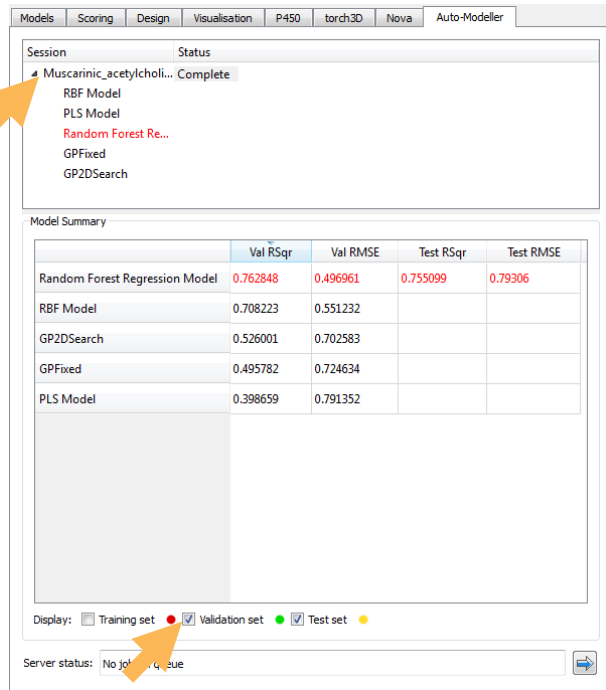 Models Scoring Design Visualisation P450 torch3D Nova Auto-Modeller
Session Status
Muscarinic_acetylcholi... Complete
RBF Model
PLS Model
Random Forest Re...
GPFixed
GP2DSearch
Model Summary
Val RSqr Val RMSE Test RSqr Test RMSE
Random Forest Regression Model 0.762848 0.496961 0.755099 0.79306
RBF Model 0.708223 0.551232
GP2DSearch 0.526001 0.702583
GPFixed 0.495782 0.724634
PLS Model 0.398659 0.791352
Display: Training set Validation set Test set
Server status: No queue